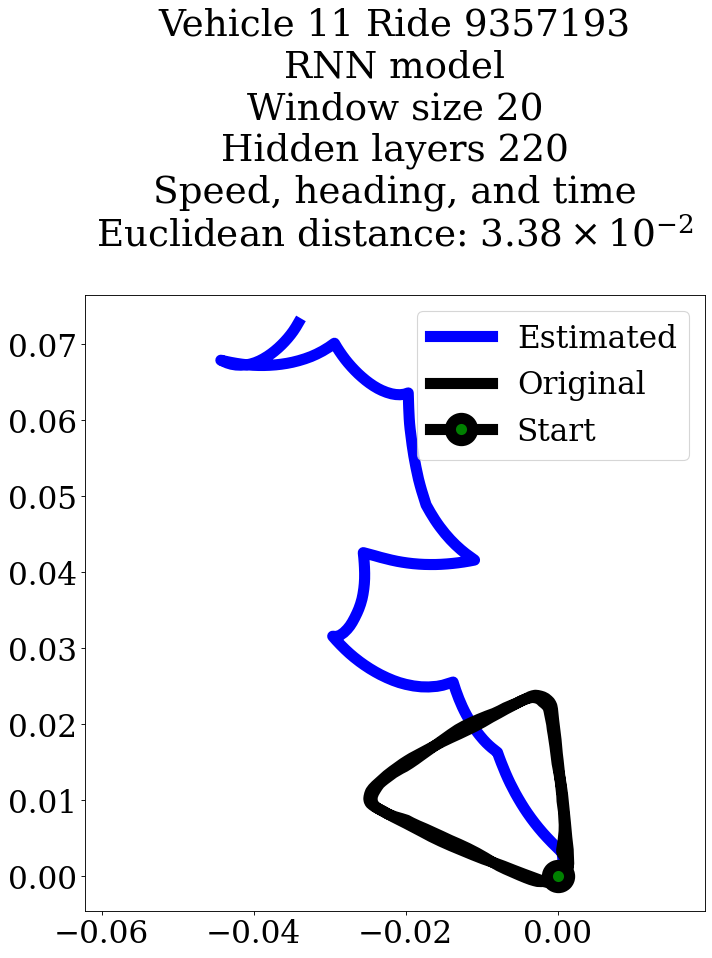 Vehicle 11 Ride 9357193
RNN model
Window size 20
Hidden layers 220
Speed, heading, and time
Euclidean distance: 3.38 × 10⁻²
Estimated
Original
Start
0.07
0.06
0.05
0.04
0.03
0.02
0.01
0.00
−0.06 −0.04 −0.02 0.00